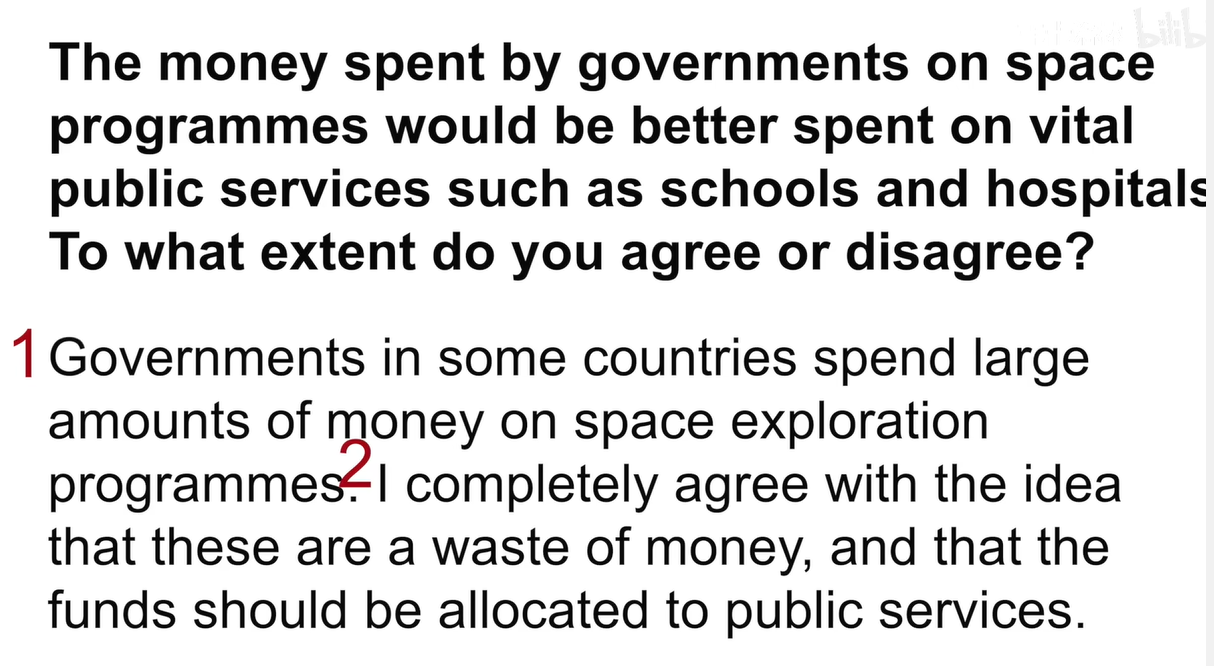 The money spent by governments on space
programmes would be better spent on vital
public services such as schools and hospitals
To what extent do you agree or disagree?
1 Governments in some countries spend large
amounts of money on space exploration
programmes. 2 I completely agree with the idea
that these are a waste of money, and that the
funds should be allocated to public services.